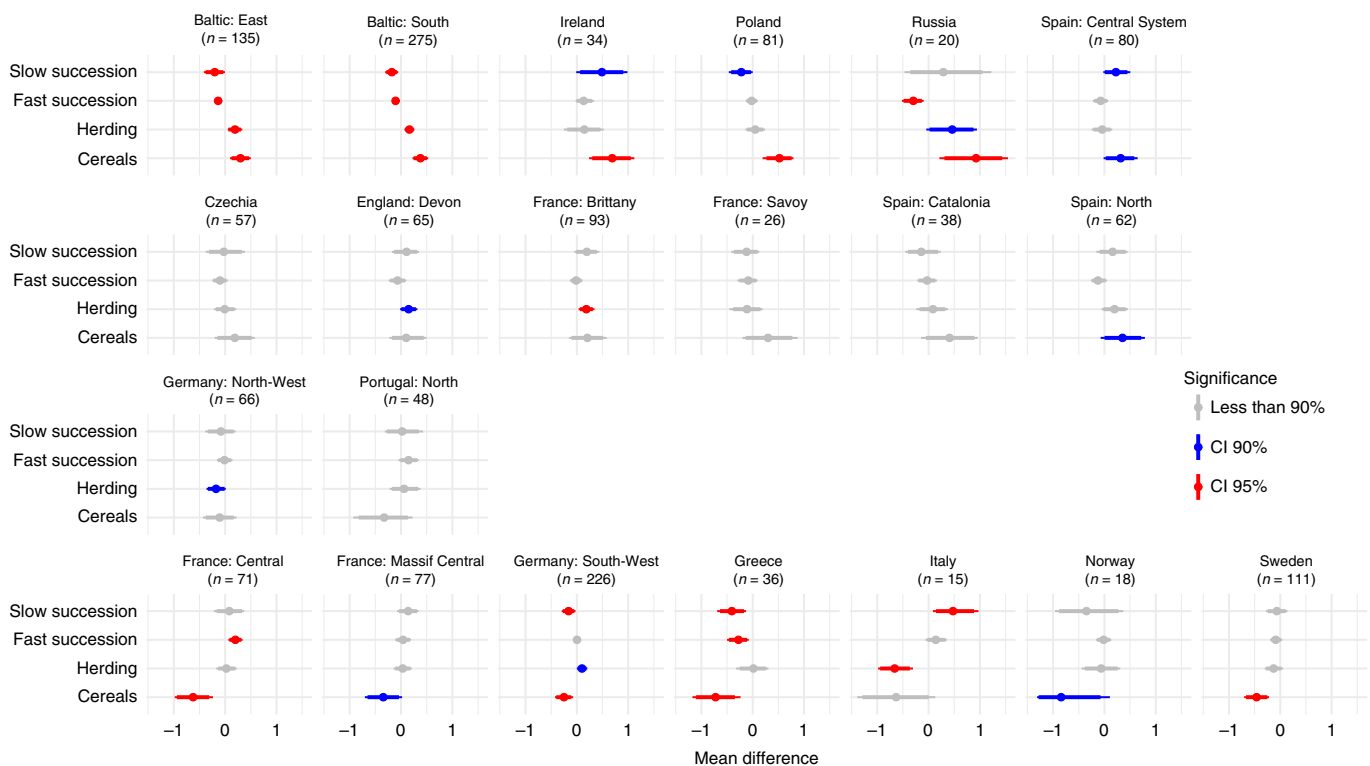 Baltic: East Baltic: South Ireland Poland Russia Spain: Central System
(n = 135) (n = 275) (n = 34) (n = 81) (n = 20) (n = 80)
Slow succession
Fast succession
Herding
Cereals
Czechia England: Devon France: Brittany France: Savoy Spain: Catalonia Spain: North
(n = 57) (n = 65) (n = 93) (n = 26) (n = 38) (n = 62)
Slow succession
Fast succession
Herding
Cereals
Germany: North-West Portugal: North
(n = 66) (n = 48)
Slow succession
Fast succession
Herding
Cereals
Significance
Less than 90%
CI 90%
CI 95%
France: Central France: Massif Central Germany: South-West Greece Italy Norway Sweden
(n = 71) (n = 77) (n = 226) (n = 36) (n = 15) (n = 18) (n = 111)
Slow succession
Fast succession
Herding
Cereals
−1 0 1 −1 0 1 −1 0 1 −1 0 1 −1 0 1 −1 0 1 −1 0 1
Mean difference